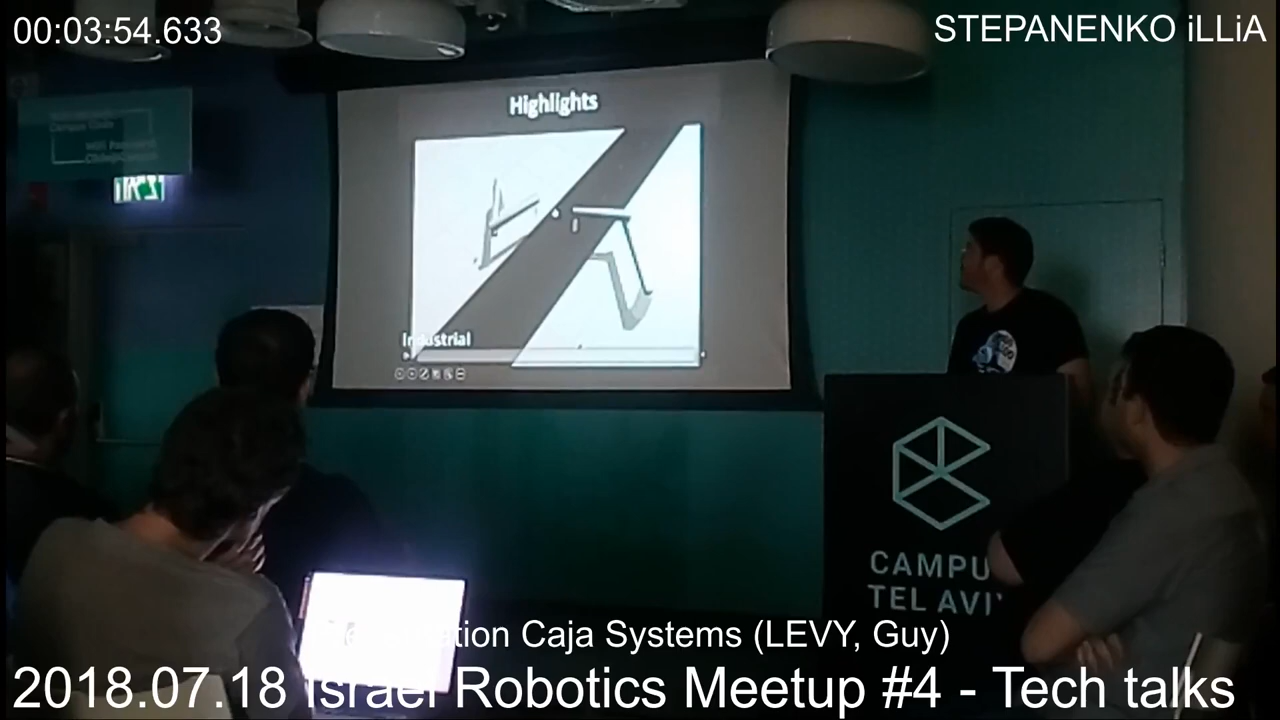 00:03:54.633
STEPANENKO iLLiA
Highlights
יציאה
Industrial
CAMPU
TEL AVI
Caja Systems (LEVY, Guy)
2018.07.18 Israel Robotics Meetup #4 - Tech talks